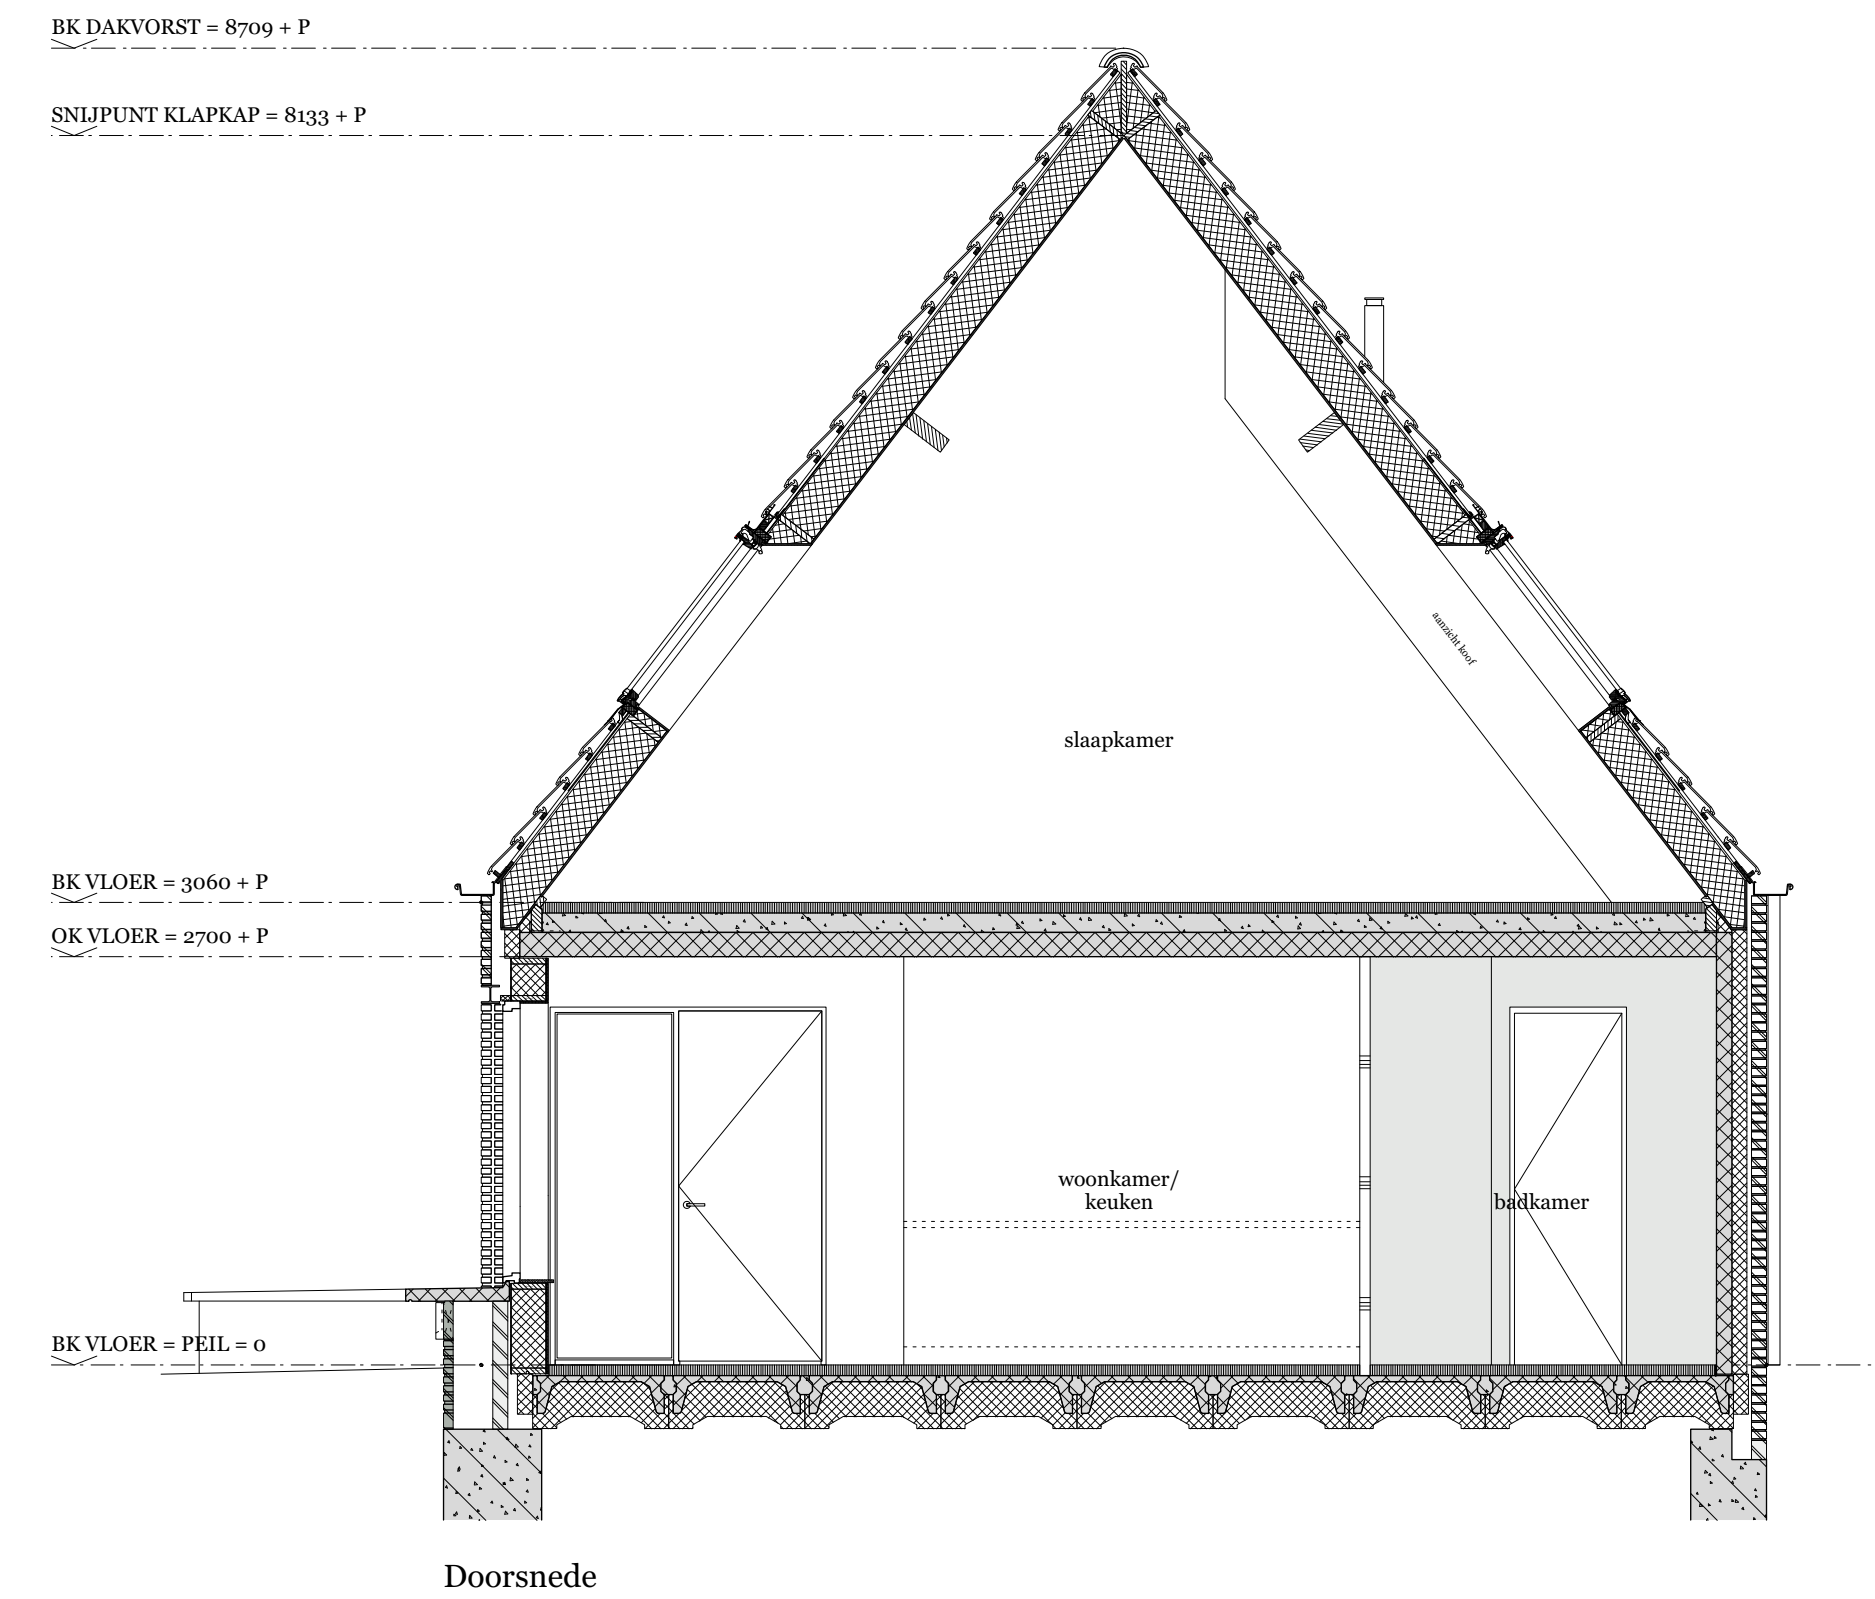 BK DAKVORST = 8709 + P
SNIJPUNT KLAPKAP = 8133 + P
aanzicht koof
slaapkamer
BK VLOER = 3060 + P
OK VLOER = 2700 + P
woonkamer/
keuken
badkamer
BK VLOER = PEIL = 0
Doorsnede